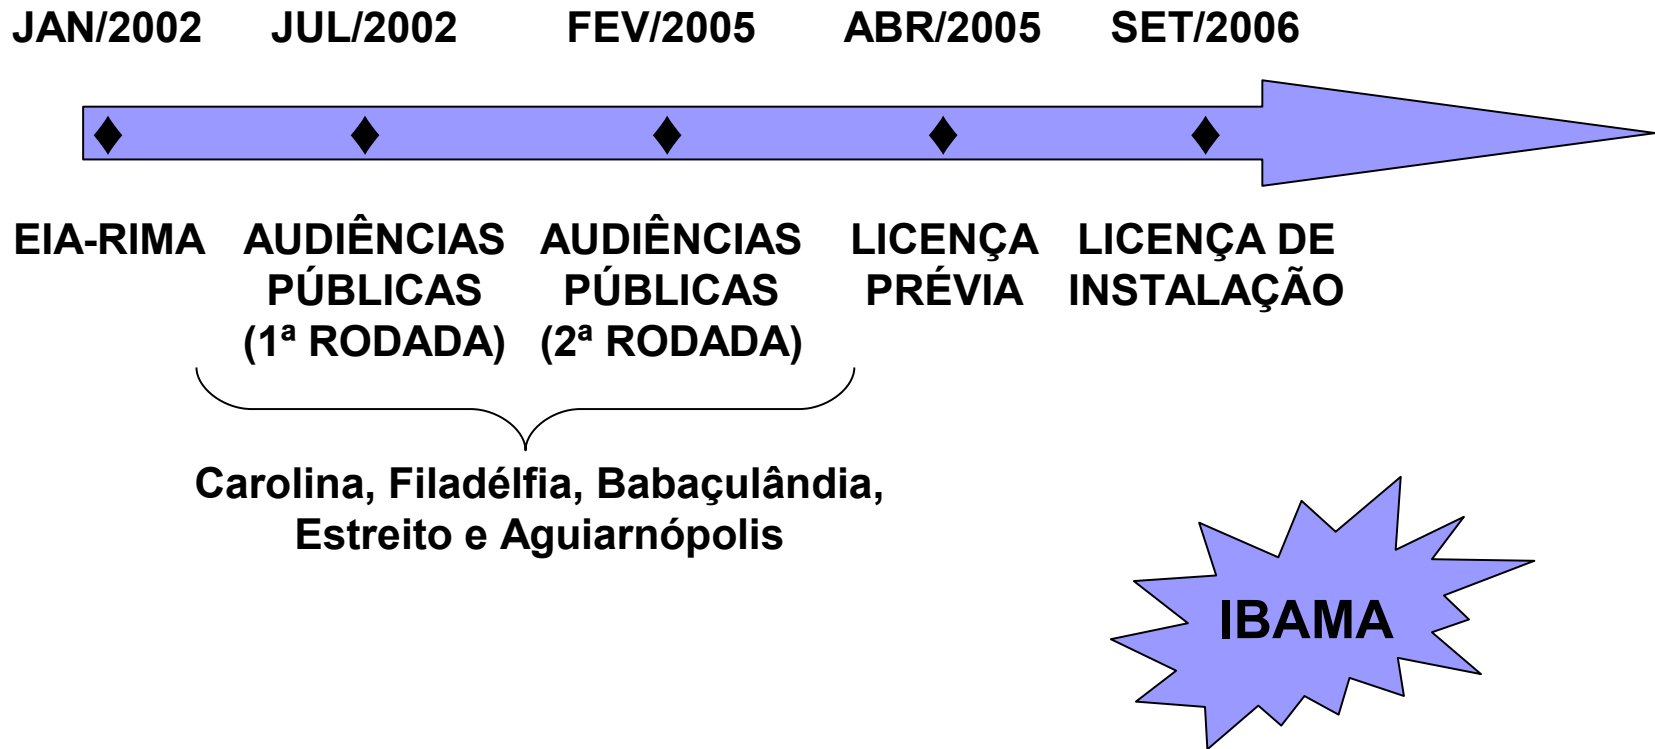 JAN/2002 JUL/2002 FEV/2005 ABR/2005 SET/2006
EIA-RIMA AUDIÊNCIAS AUDIÊNCIAS LICENÇA LICENÇA DE
PÚBLICAS PÚBLICAS PRÉVIA INSTALAÇÃO
(1ª RODADA) (2ª RODADA)
Carolina, Filadélfia, Babaçulândia,
Estreito e Aguiarnópolis
IBAMA